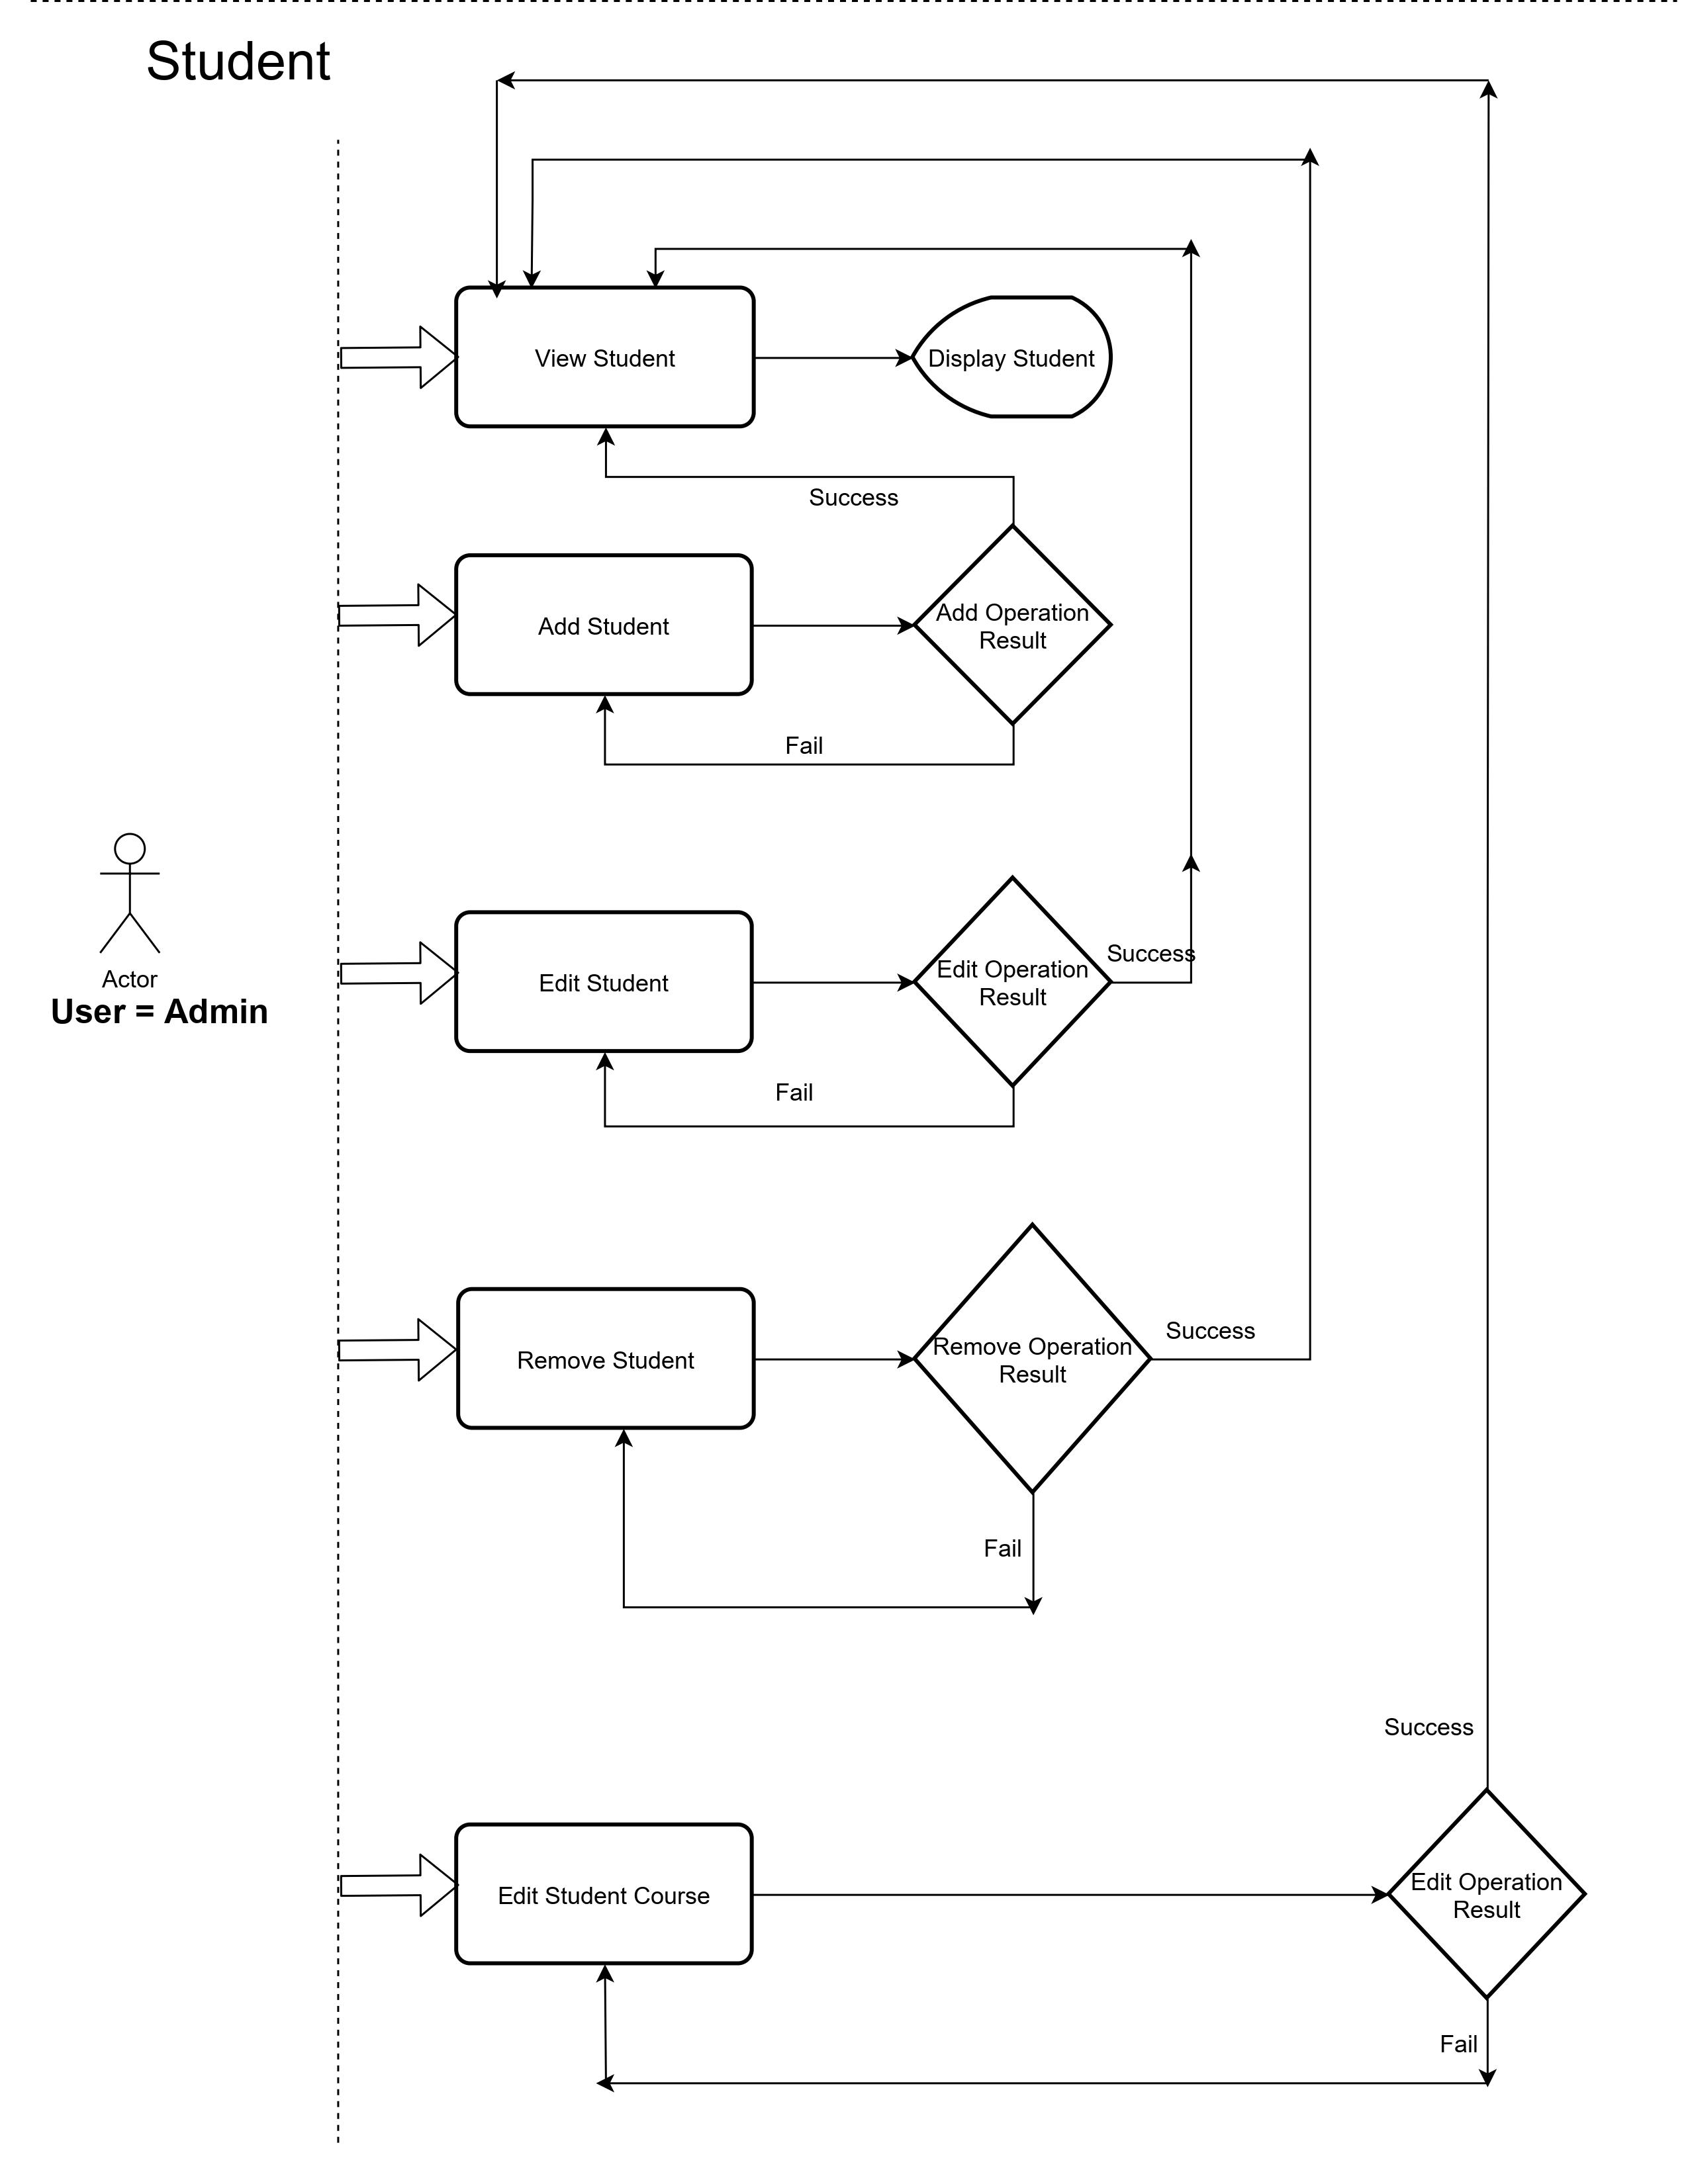 Student
View Student
Display Student
Success
Add Student
Add Operation
Result
Fail
Actor
User = Admin
Edit Student
Edit Operation
Result
Success
Fail
Remove Student
Remove Operation
Result
Success
Fail
Success
Edit Student Course
Edit Operation
Result
Fail